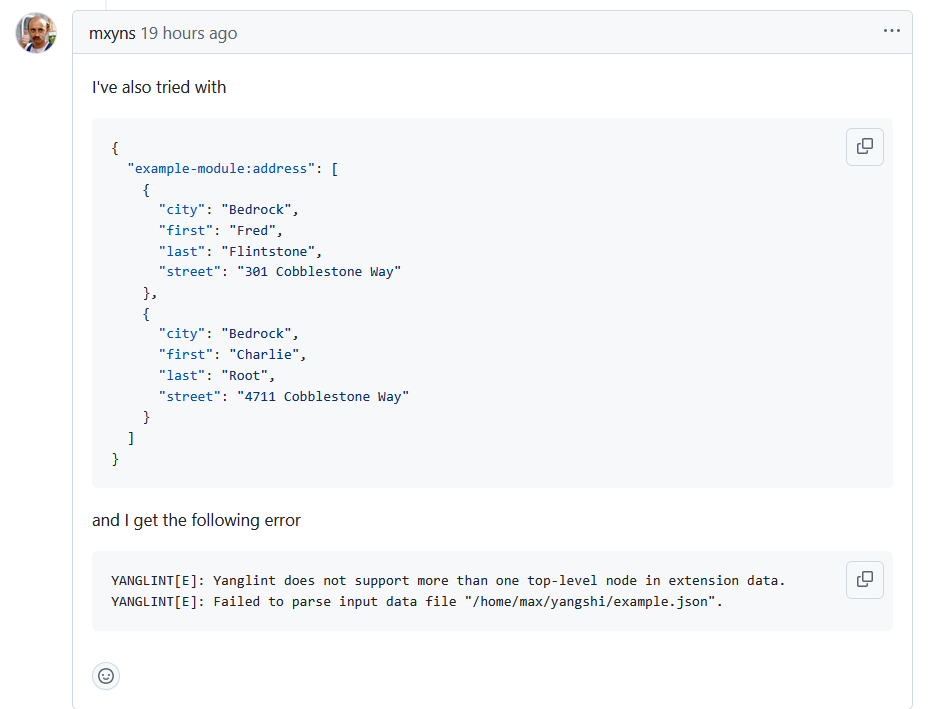 mxyns 19 hours ago
I've also tried with
{
  "example-module:address": [
    {
      "city": "Bedrock",
      "first": "Fred",
      "last": "Flintstone",
      "street": "301 Cobblestone Way"
    },
    {
      "city": "Bedrock",
      "first": "Charlie",
      "last": "Root",
      "street": "4711 Cobblestone Way"
    }
  ]
}
and I get the following error
YANGLINT[E]: Yanglint does not support more than one top-level node in extension data.
YANGLINT[E]: Failed to parse input data file "/home/max/yangshi/example.json".